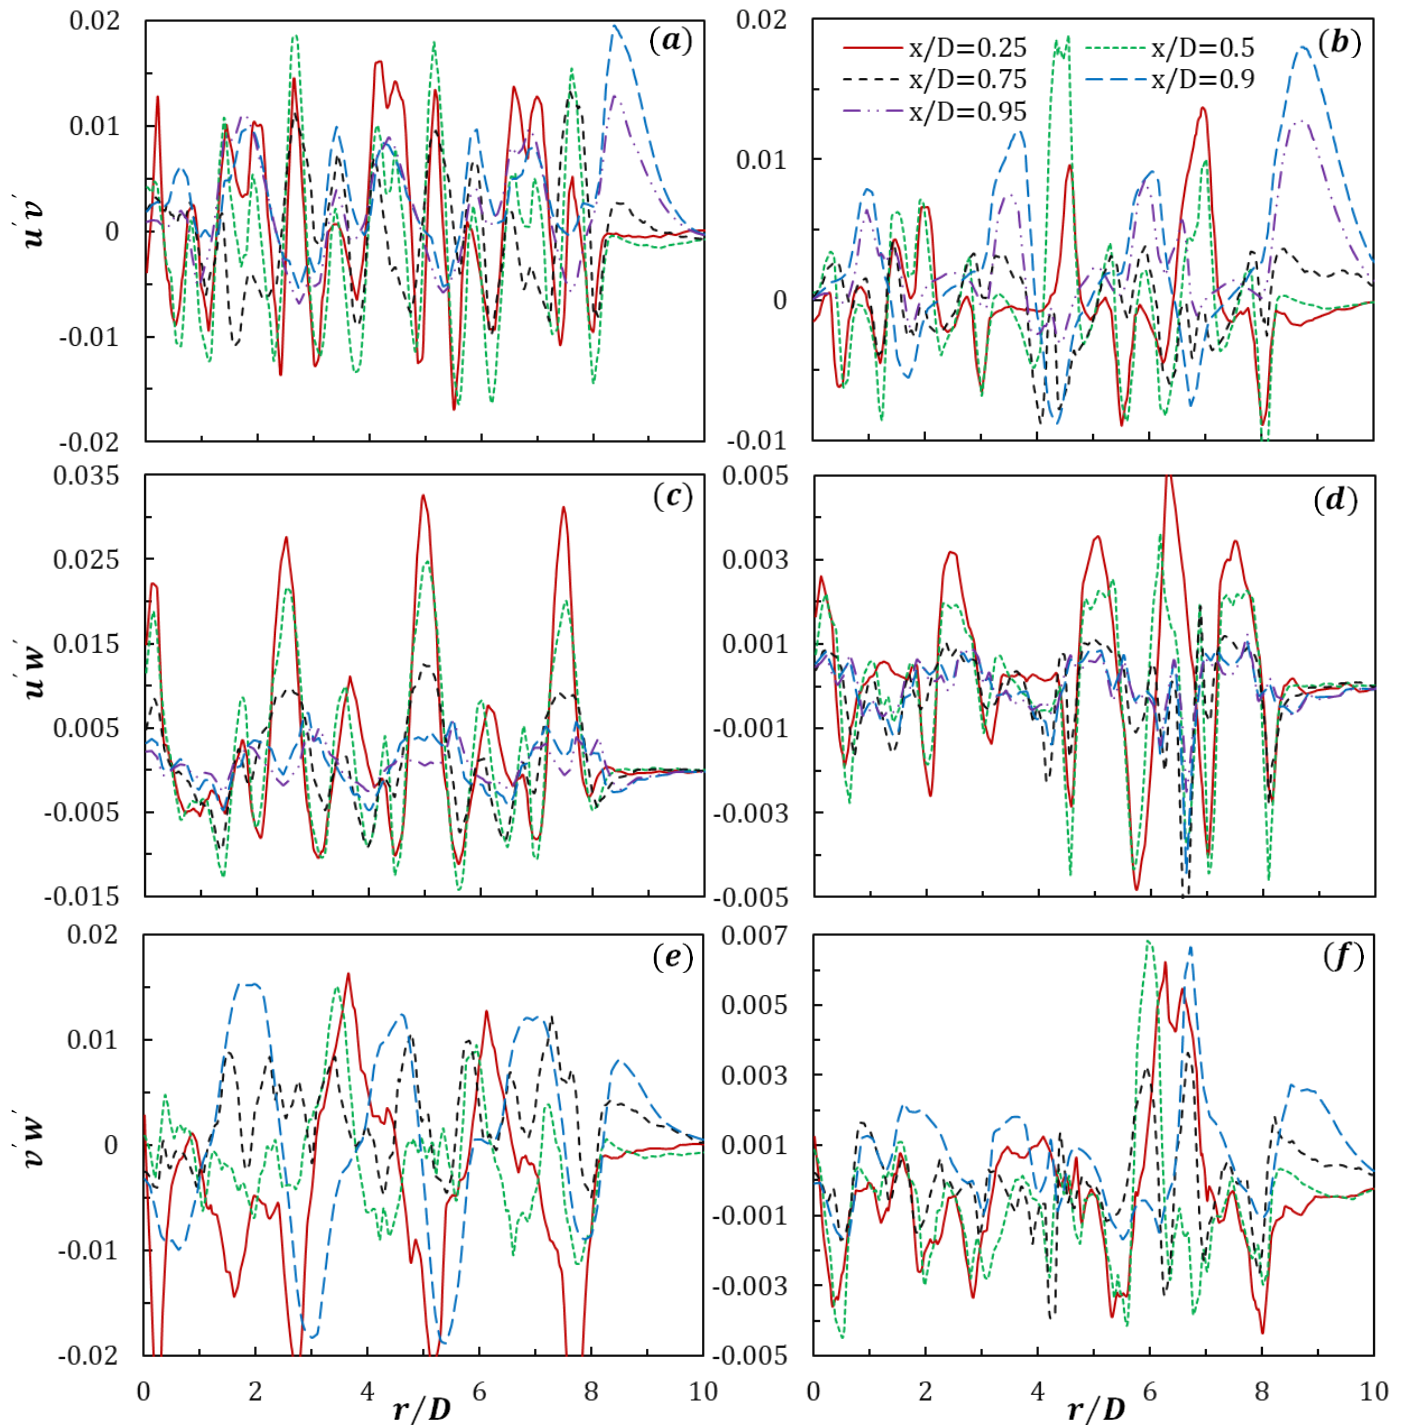 0.02
0.01
0
-0.01
-0.02
u′v′
(a)
0.02
0.01
0
-0.01
(b)
x/D=0.25
x/D=0.5
x/D=0.75
x/D=0.9
x/D=0.95
0.035
0.025
0.015
0.005
-0.005
-0.015
u′w′
(c)
0.005
0.003
0.001
-0.001
-0.003
-0.005
(d)
0.02
0.01
0
-0.01
-0.02
v′w′
(e)
0 2 4 6 8 10
r/D
0.007
0.005
0.003
0.001
-0.001
-0.003
-0.005
(f)
0 2 4 6 8 10
r/D